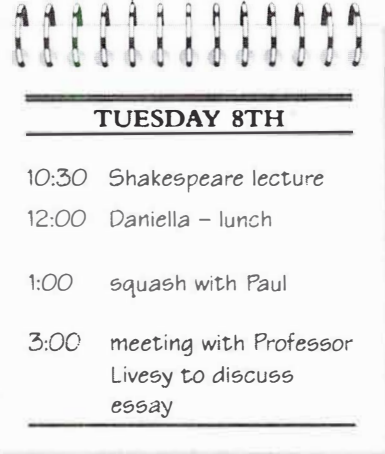 TUESDAY 8TH
10:30 Shakespeare lecture
12:00 Daniella – lunch
1:00 squash with Paul
3:00 meeting with Professor
Livesy to discuss
essay